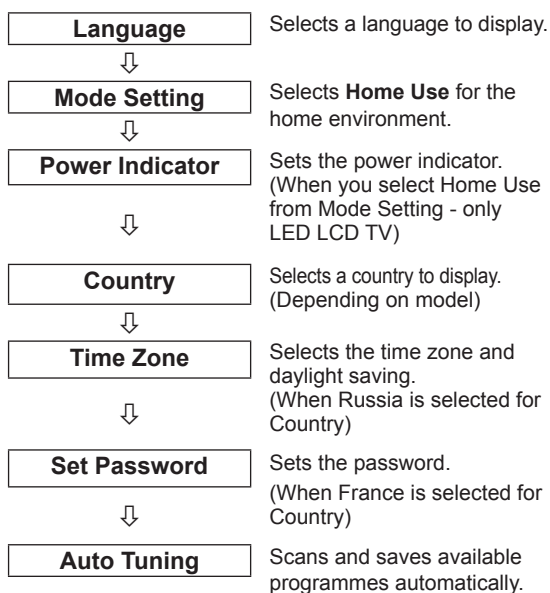 Language
Selects a language to display.
⇩
Mode Setting
Selects Home Use for the
home environment.
⇩
Power Indicator
Sets the power indicator.
(When you select Home Use
from Mode Setting - only
LED LCD TV)
⇩
Country
Selects a country to display.
(Depending on model)
⇩
Time Zone
Selects the time zone and
daylight saving.
(When Russia is selected for
Country)
⇩
Set Password
Sets the password.
(When France is selected for
Country)
⇩
Auto Tuning
Scans and saves available
programmes automatically.